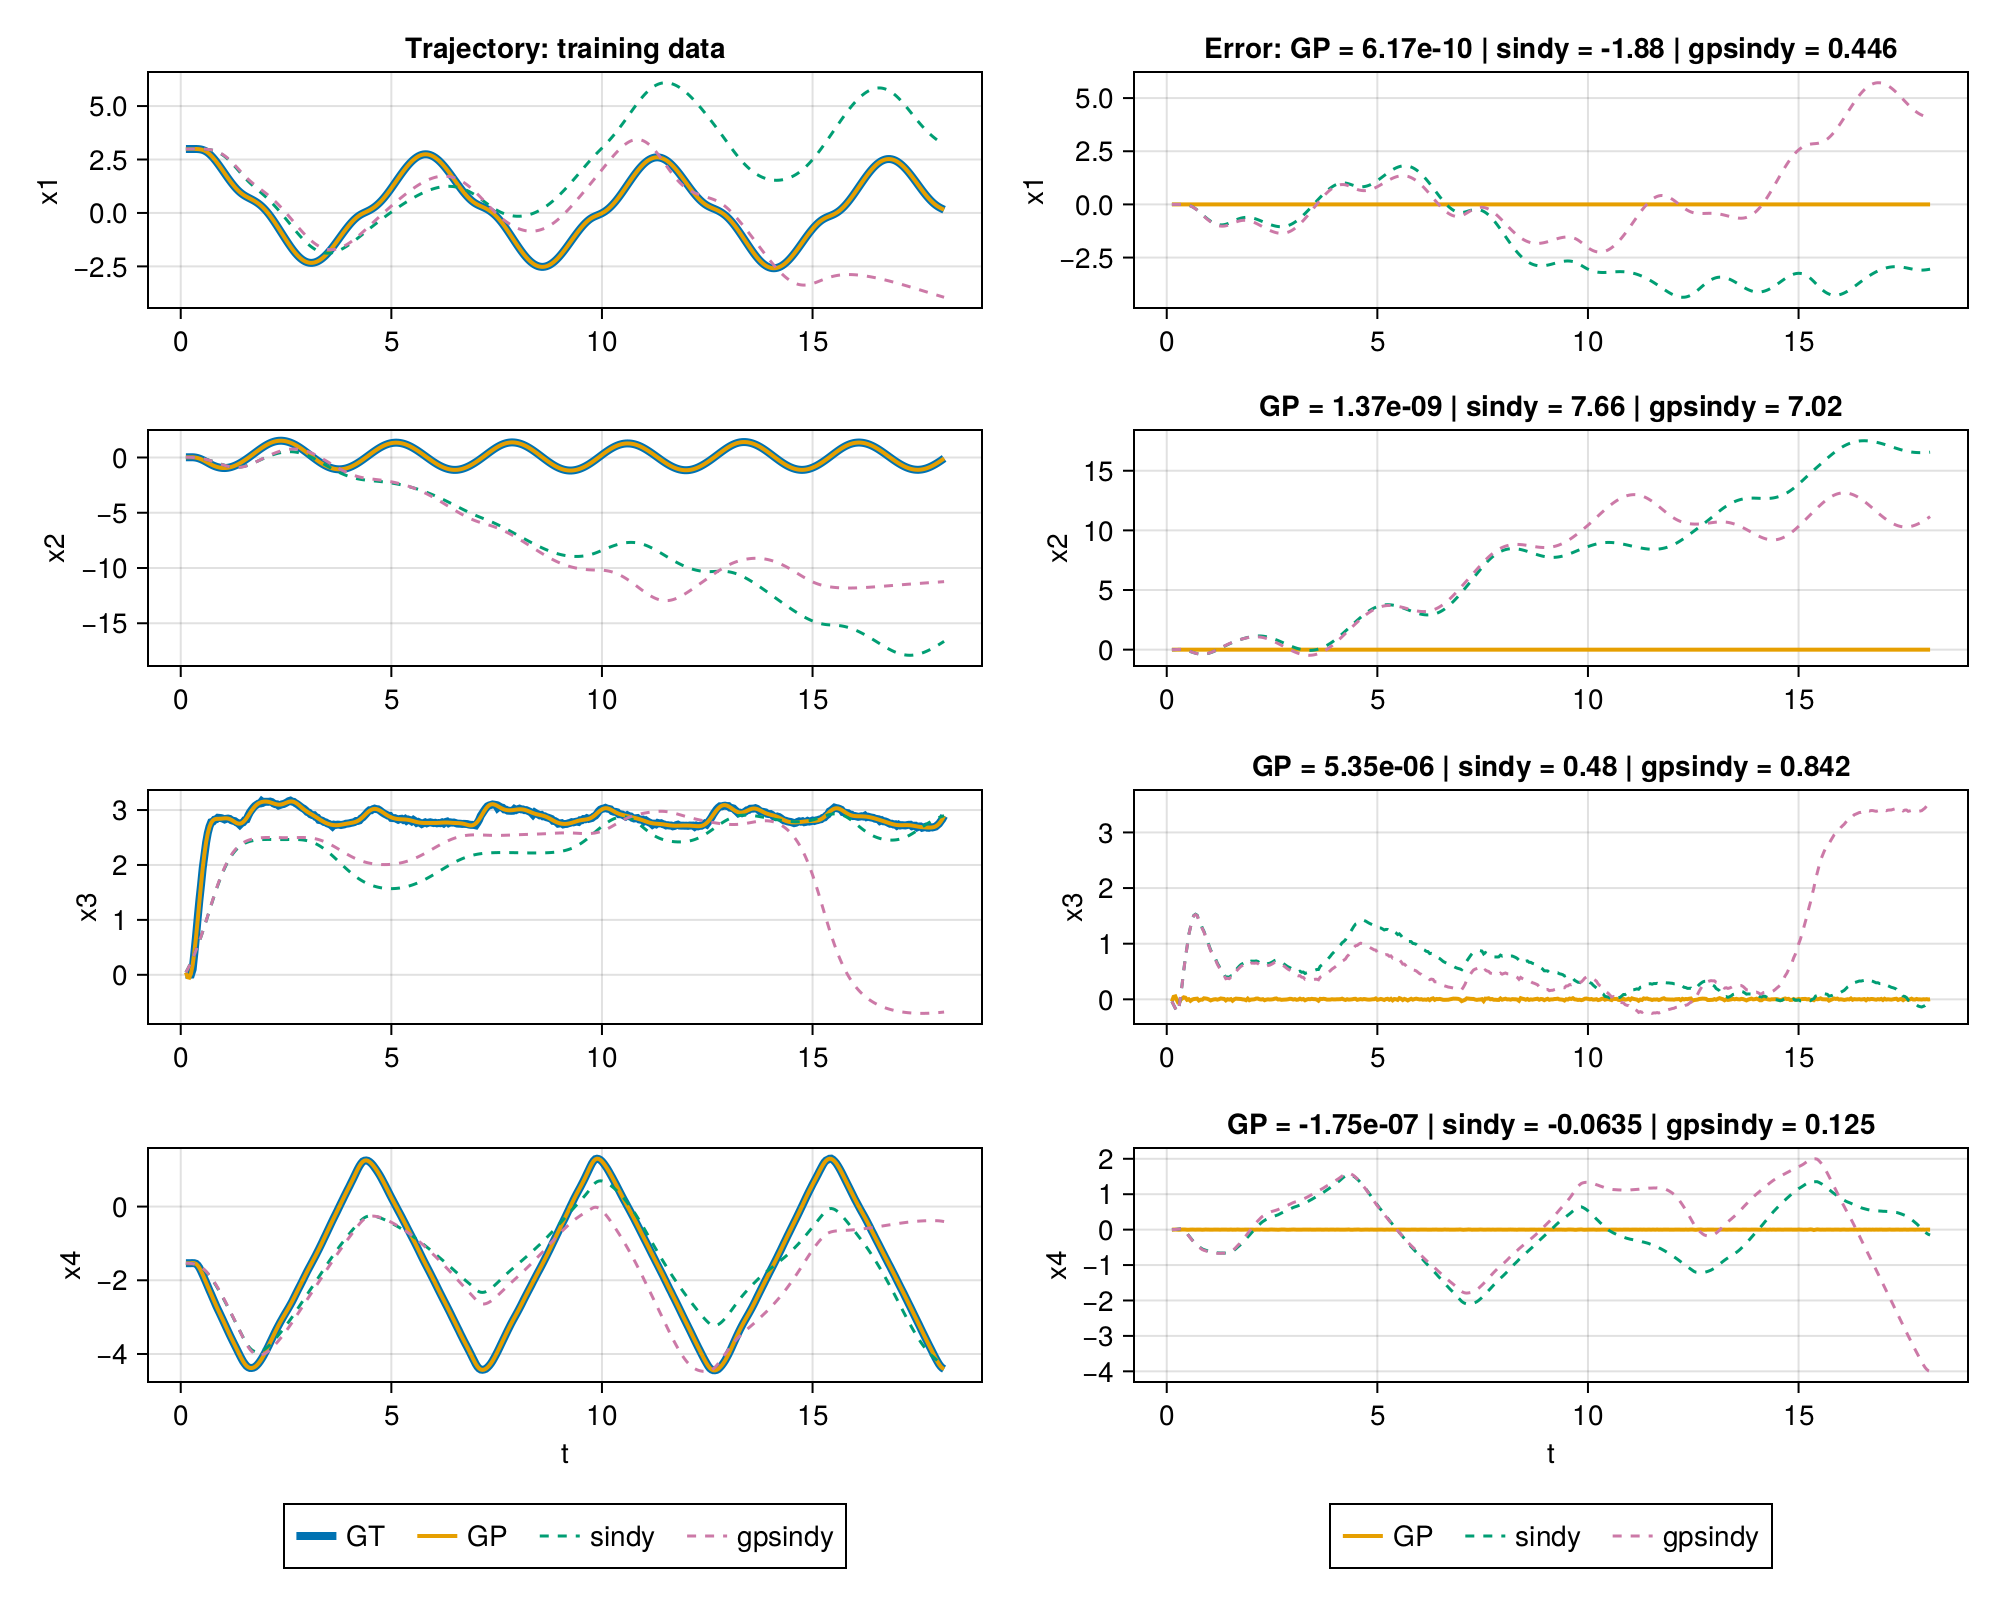 Trajectory: training data
x1
5.0
2.5
0.0
−2.5
0 5 10 15
Error: GP = 6.17e-10 | sindy = -1.88 | gpsindy = 0.446
x1
5.0
2.5
0.0
−2.5
0 5 10 15
x2
0
−5
−10
−15
0 5 10 15
GP = 1.37e-09 | sindy = 7.66 | gpsindy = 7.02
x2
15
10
5
0
0 5 10 15
x3
3
2
1
0
0 5 10 15
GP = 5.35e-06 | sindy = 0.48 | gpsindy = 0.842
x3
3
2
1
0
0 5 10 15
x4
0
−2
−4
0 5 10 15
t
GP = -1.75e-07 | sindy = -0.0635 | gpsindy = 0.125
x4
2
1
0
−1
−2
−3
−4
0 5 10 15
t
GT GP sindy gpsindy
GP sindy gpsindy